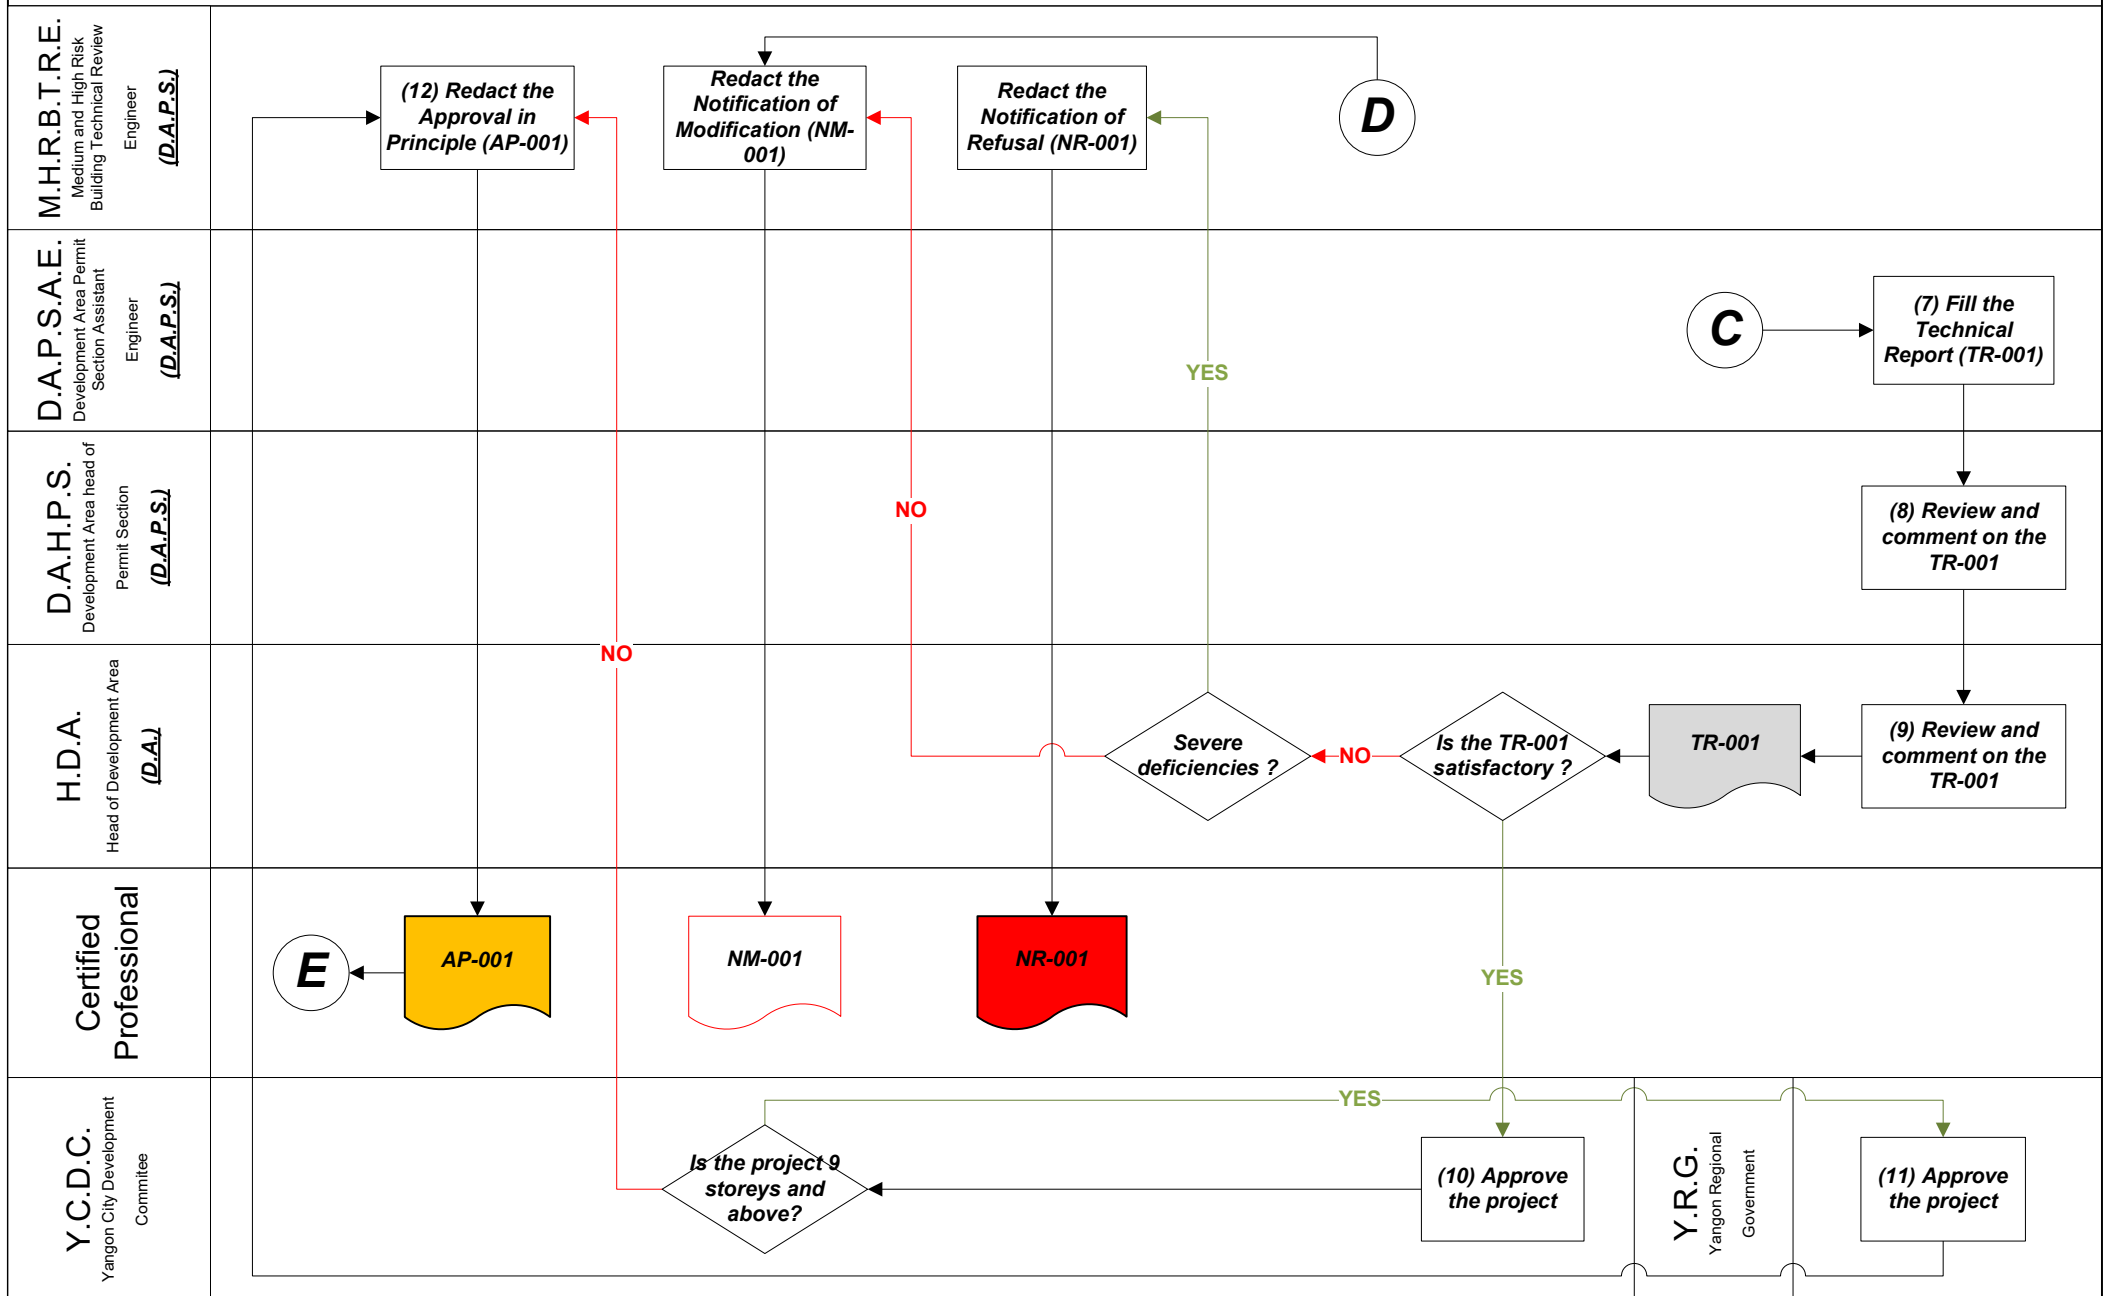 M.H.R.B.T.R.E.
Medium and High Risk
Building Technical Review
Engineer
(D.A.P.S.)
(12) Redact the
Approval in
Principle (AP-001)
Redact the
Notification of
Modification (NM-
001)
Redact the
Notification of
Refusal (NR-001)
D
D.A.P.S.A.E.
Development Area Permit
Section Assistant
Engineer
(D.A.P.S.)
YES
C
(7) Fill the
Technical
Report (TR-001)
D.A.H.P.S.
Development Area head of
Permit Section
(D.A.P.S.)
NO
(8) Review and
comment on the
TR-001
H.D.A.
Head of Development Area
(D.A.)
NO
Severe
deficiencies ?
NO
Is the TR-001
satisfactory ?
TR-001
(9) Review and
comment on the
TR-001
Certified
Professional
E
AP-001
NM-001
NR-001
YES
Y.C.D.C.
Yangon City Development
Commitee
YES
Is the project 9
storeys and
above?
(10) Approve
the project
Y.R.G.
Yangon Regional
Government
(11) Approve
the project